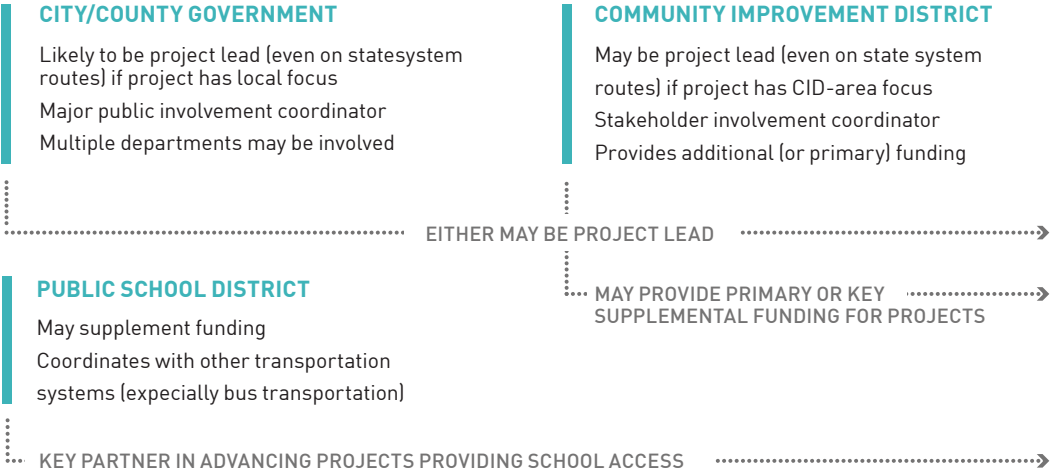 CITY/COUNTY GOVERNMENT
Likely to be project lead (even on statesystem
routes) if project has local focus
Major public involvement coordinator
Multiple departments may be involved
COMMUNITY IMPROVEMENT DISTRICT
May be project lead (even on state system
routes) if project has CID-area focus
Stakeholder involvement coordinator
Provides additional (or primary) funding
EITHER MAY BE PROJECT LEAD
MAY PROVIDE PRIMARY OR KEY
SUPPLEMENTAL FUNDING FOR PROJECTS
PUBLIC SCHOOL DISTRICT
May supplement funding
Coordinates with other transportation
systems (expecially bus transportation)
KEY PARTNER IN ADVANCING PROJECTS PROVIDING SCHOOL ACCESS